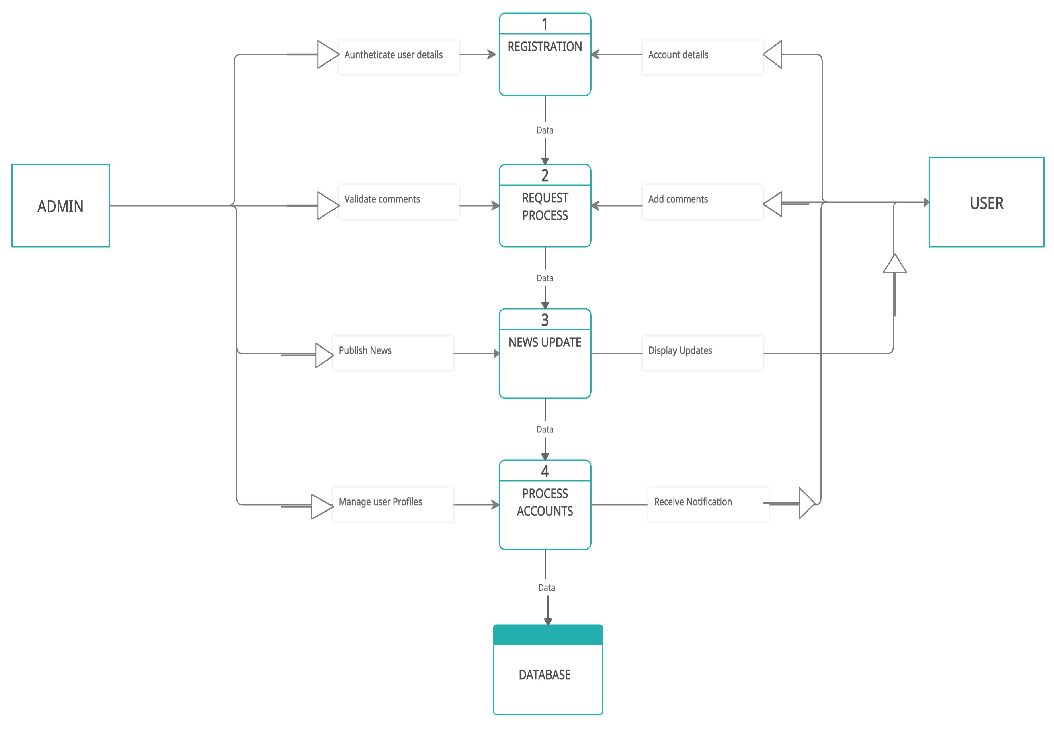 1
REGISTRATION
Auntheticate user details
Account details
Data
ADMIN
2
REQUEST
PROCESS
Validate comments
Add comments
USER
Data
3
NEWS UPDATE
Publish News
Display Updates
Data
4
PROCESS
ACCOUNTS
Manage user Profiles
Receive Notification
Data
DATABASE